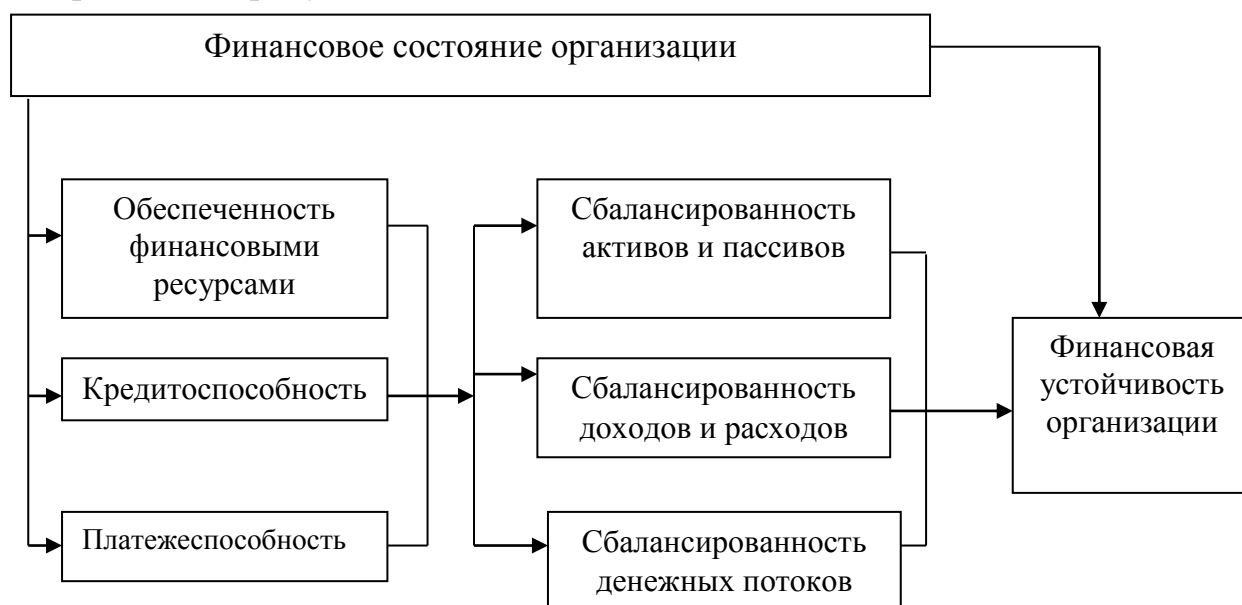 Финансовое состояние организации
Обеспеченность
финансовыми
ресурсами
Кредитоспособность
Платежеспособность
Сбалансированность
активов и пассивов
Сбалансированность
доходов и расходов
Сбалансированность
денежных потоков
Финансовая
устойчивость
организации